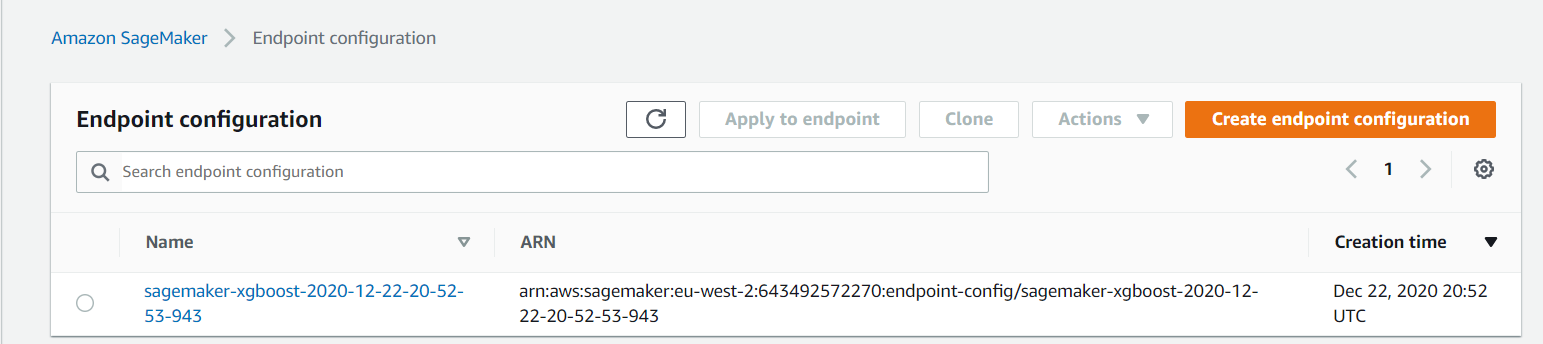 Amazon SageMaker > Endpoint configuration
Endpoint configuration
Apply to endpoint
Clone
Actions
Create endpoint configuration
Search endpoint configuration
1
Name
ARN
Creation time
sagemaker-xgboost-2020-12-22-20-52-
53-943
arn:aws:sagemaker:eu-west-2:643492572270:endpoint-config/sagemaker-xgboost-2020-12-
22-20-52-53-943
Dec 22, 2020 20:52
UTC